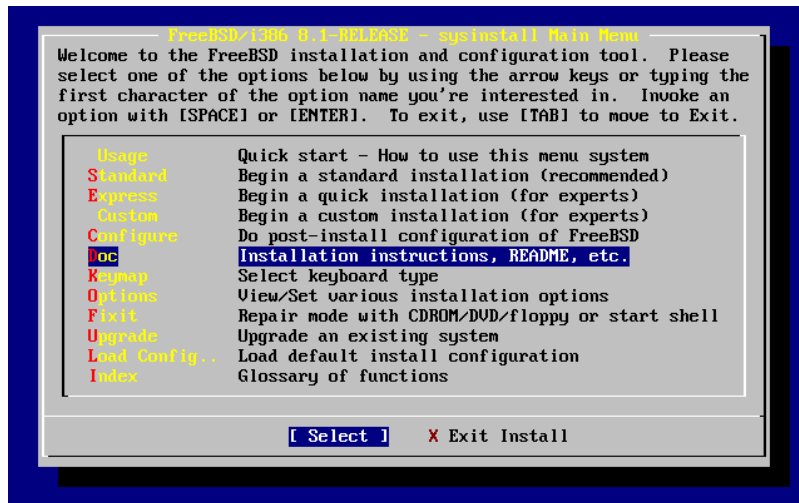 FreeBSD/i386 8.1-RELEASE - sysinstall Main Menu
Welcome to the FreeBSD installation and configuration tool.  Please
select one of the options below by using the arrow keys or typing the
first character of the option name you're interested in.  Invoke an
option with [SPACE] or [ENTER].  To exit, use [TAB] to move to Exit.
Usage Quick start - How to use this menu system
Standard Begin a standard installation (recommended)
Express Begin a quick installation (for experts)
Custom Begin a custom installation (for experts)
Configure Do post-install configuration of FreeBSD
Doc Installation instructions, README, etc.
Keymap Select keyboard type
Options View/Set various installation options
Fixit Repair mode with CDROM/DVD/floppy or start shell
Upgrade Upgrade an existing system
Load Config.. Load default install configuration
Index Glossary of functions
[ Select ] X Exit Install